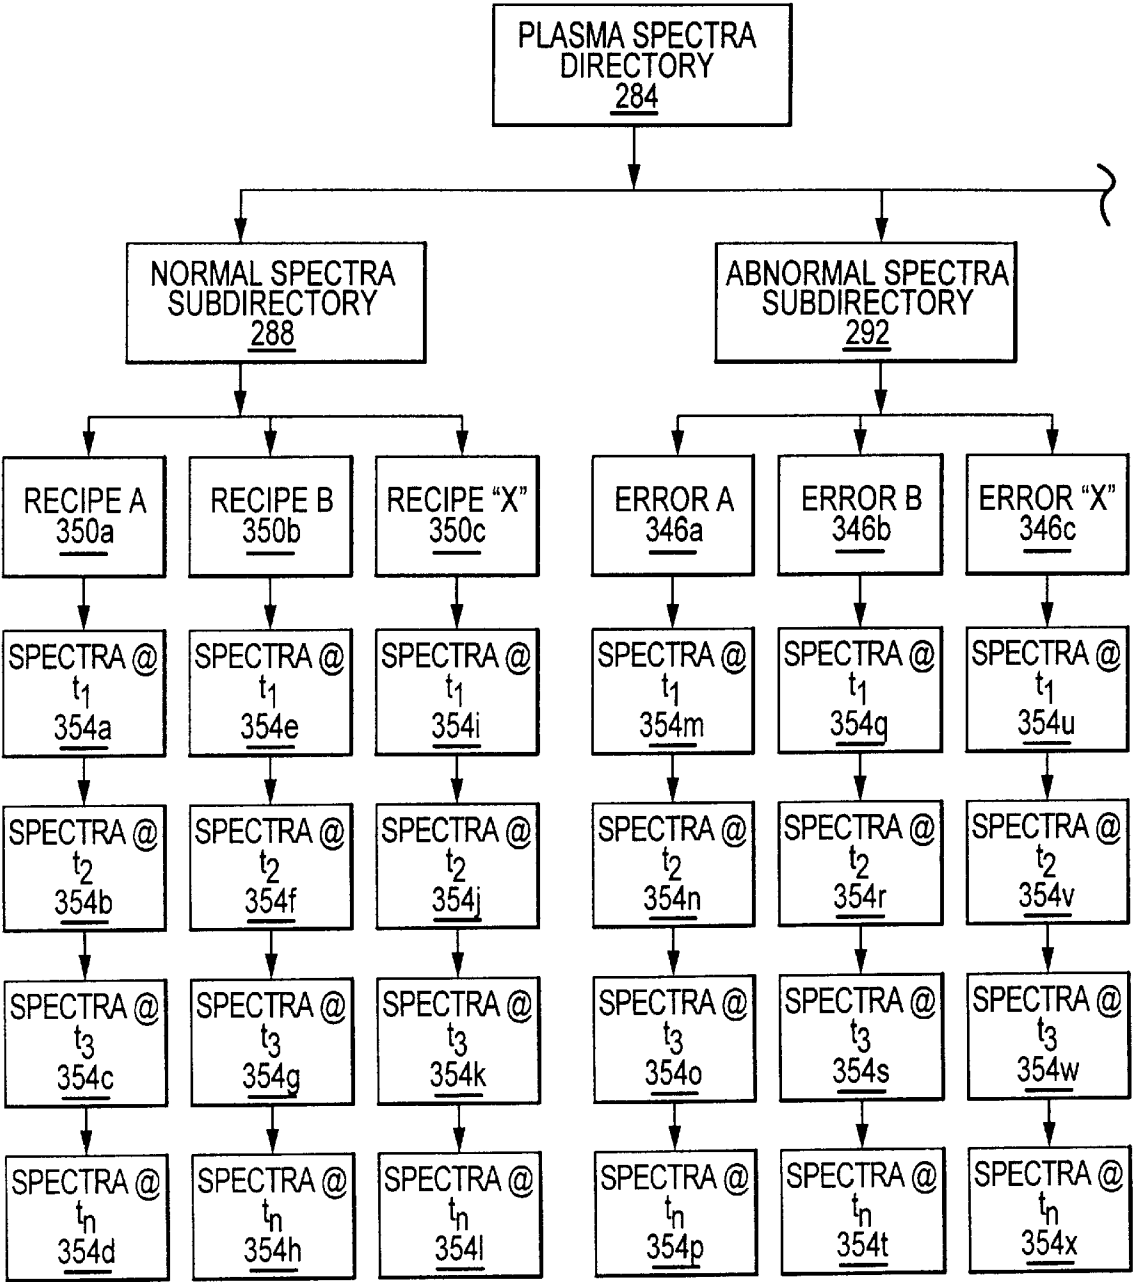 PLASMA SPECTRA
DIRECTORY
284
NORMAL SPECTRA
SUBDIRECTORY
288
ABNORMAL SPECTRA
SUBDIRECTORY
292
RECIPE A
350a
RECIPE B
350b
RECIPE “X”
350c
ERROR A
346a
ERROR B
346b
ERROR “X”
346c
SPECTRA @
t1
354a
SPECTRA @
t1
354e
SPECTRA @
t1
354i
SPECTRA @
t1
354m
SPECTRA @
t1
354q
SPECTRA @
t1
354u
SPECTRA @
t2
354b
SPECTRA @
t2
354f
SPECTRA @
t2
354j
SPECTRA @
t2
354n
SPECTRA @
t2
354r
SPECTRA @
t2
354v
SPECTRA @
t3
354c
SPECTRA @
t3
354g
SPECTRA @
t3
354k
SPECTRA @
t3
354o
SPECTRA @
t3
354s
SPECTRA @
t3
354w
SPECTRA @
tn
354d
SPECTRA @
tn
354h
SPECTRA @
tn
354l
SPECTRA @
tn
354p
SPECTRA @
tn
354t
SPECTRA @
tn
354x